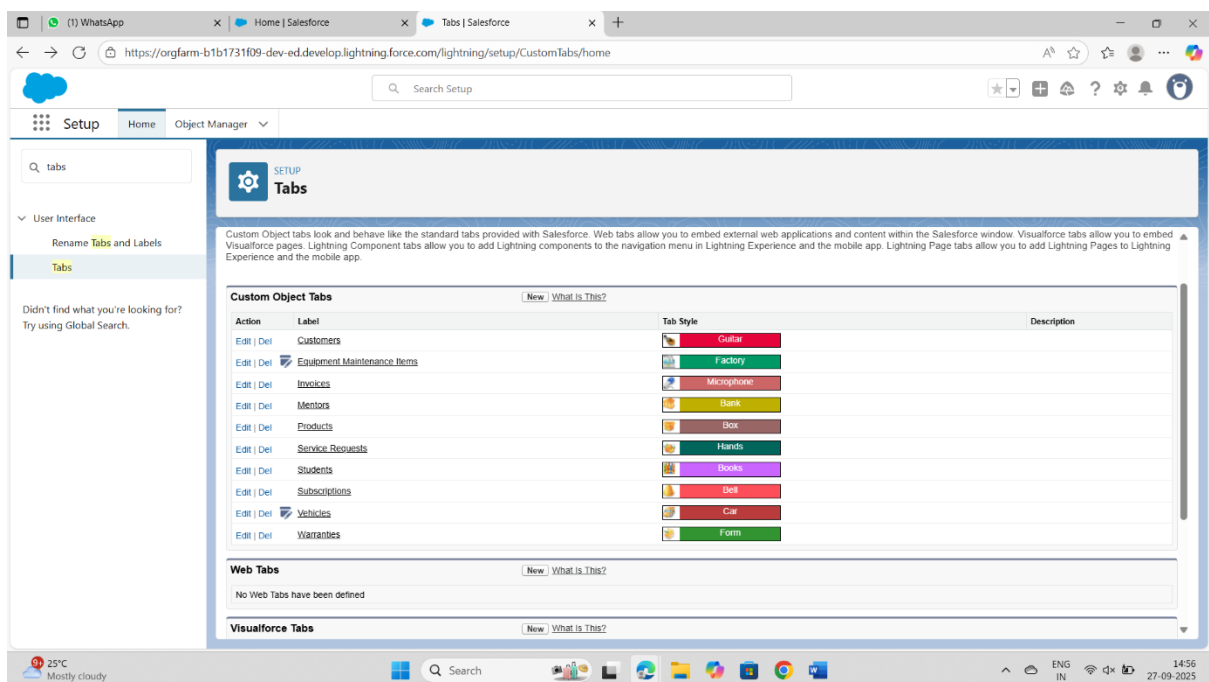 (1) WhatsApp
Home | Salesforce
Tabs | Salesforce
https://orgfarm-b1b1731f09-dev-ed.develop.lightning.force.com/lightning/setup/CustomTabs/home
Search Setup
Setup
Home
Object Manager
tabs
User Interface
Rename Tabs and Labels
Tabs
Didn't find what you're looking for?
Try using Global Search.
SETUP
Tabs
Custom Object tabs look and behave like the standard tabs provided with Salesforce. Web tabs allow you to embed external web applications and content within the Salesforce window. Visualforce tabs allow you to embed
Visualforce pages. Lightning Component tabs allow you to add Lightning components to the navigation menu in Lightning Experience and the mobile app. Lightning Page tabs allow you to add Lightning Pages to Lightning
Experience and the mobile app.
Custom Object Tabs New What Is This?
Action Label Tab Style Description
Edit | Del Customers Guitar
Edit | Del Equipment Maintenance Items Factory
Edit | Del Invoices Microphone
Edit | Del Mentors Bank
Edit | Del Products Box
Edit | Del Service Requests Hands
Edit | Del Students Books
Edit | Del Subscriptions Bell
Edit | Del Vehicles Car
Edit | Del Warranties Form
Web Tabs New What Is This?
No Web Tabs have been defined
Visualforce Tabs New What Is This?
9+
25°C
Mostly cloudy
Search
ENG
IN
14:56
27-09-2025